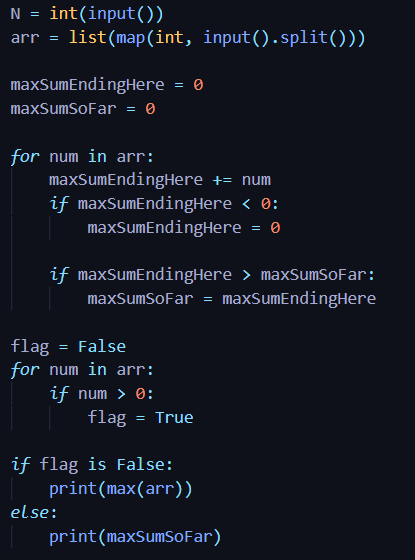 N = int(input())
arr = list(map(int, input().split()))

maxSumEndingHere = 0
maxSumSoFar = 0

for num in arr:
    maxSumEndingHere += num
    if maxSumEndingHere < 0:
        maxSumEndingHere = 0

    if maxSumEndingHere > maxSumSoFar:
        maxSumSoFar = maxSumEndingHere

flag = False
for num in arr:
    if num > 0:
        flag = True

if flag is False:
    print(max(arr))
else:
    print(maxSumSoFar)